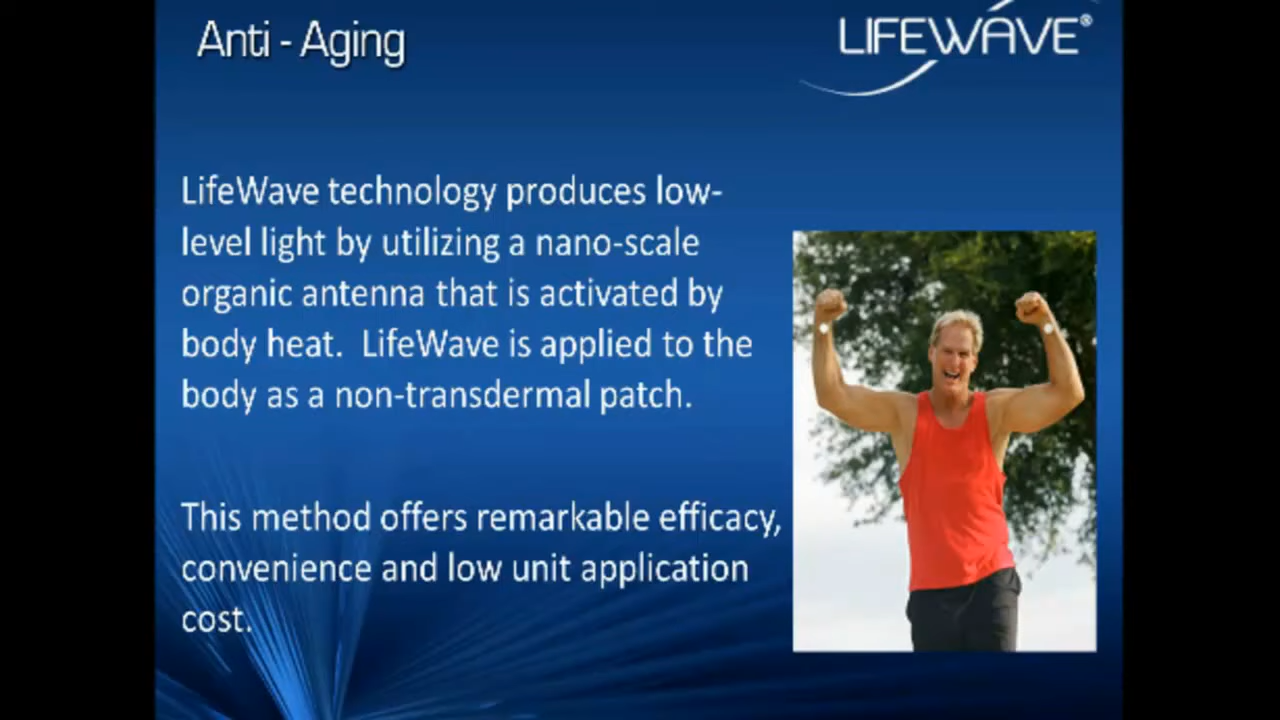 Anti - Aging
LIFEWAVE®
LifeWave technology produces low-
level light by utilizing a nano-scale
organic antenna that is activated by
body heat.  LifeWave is applied to the
body as a non-transdermal patch.
This method offers remarkable efficacy,
convenience and low unit application
cost.